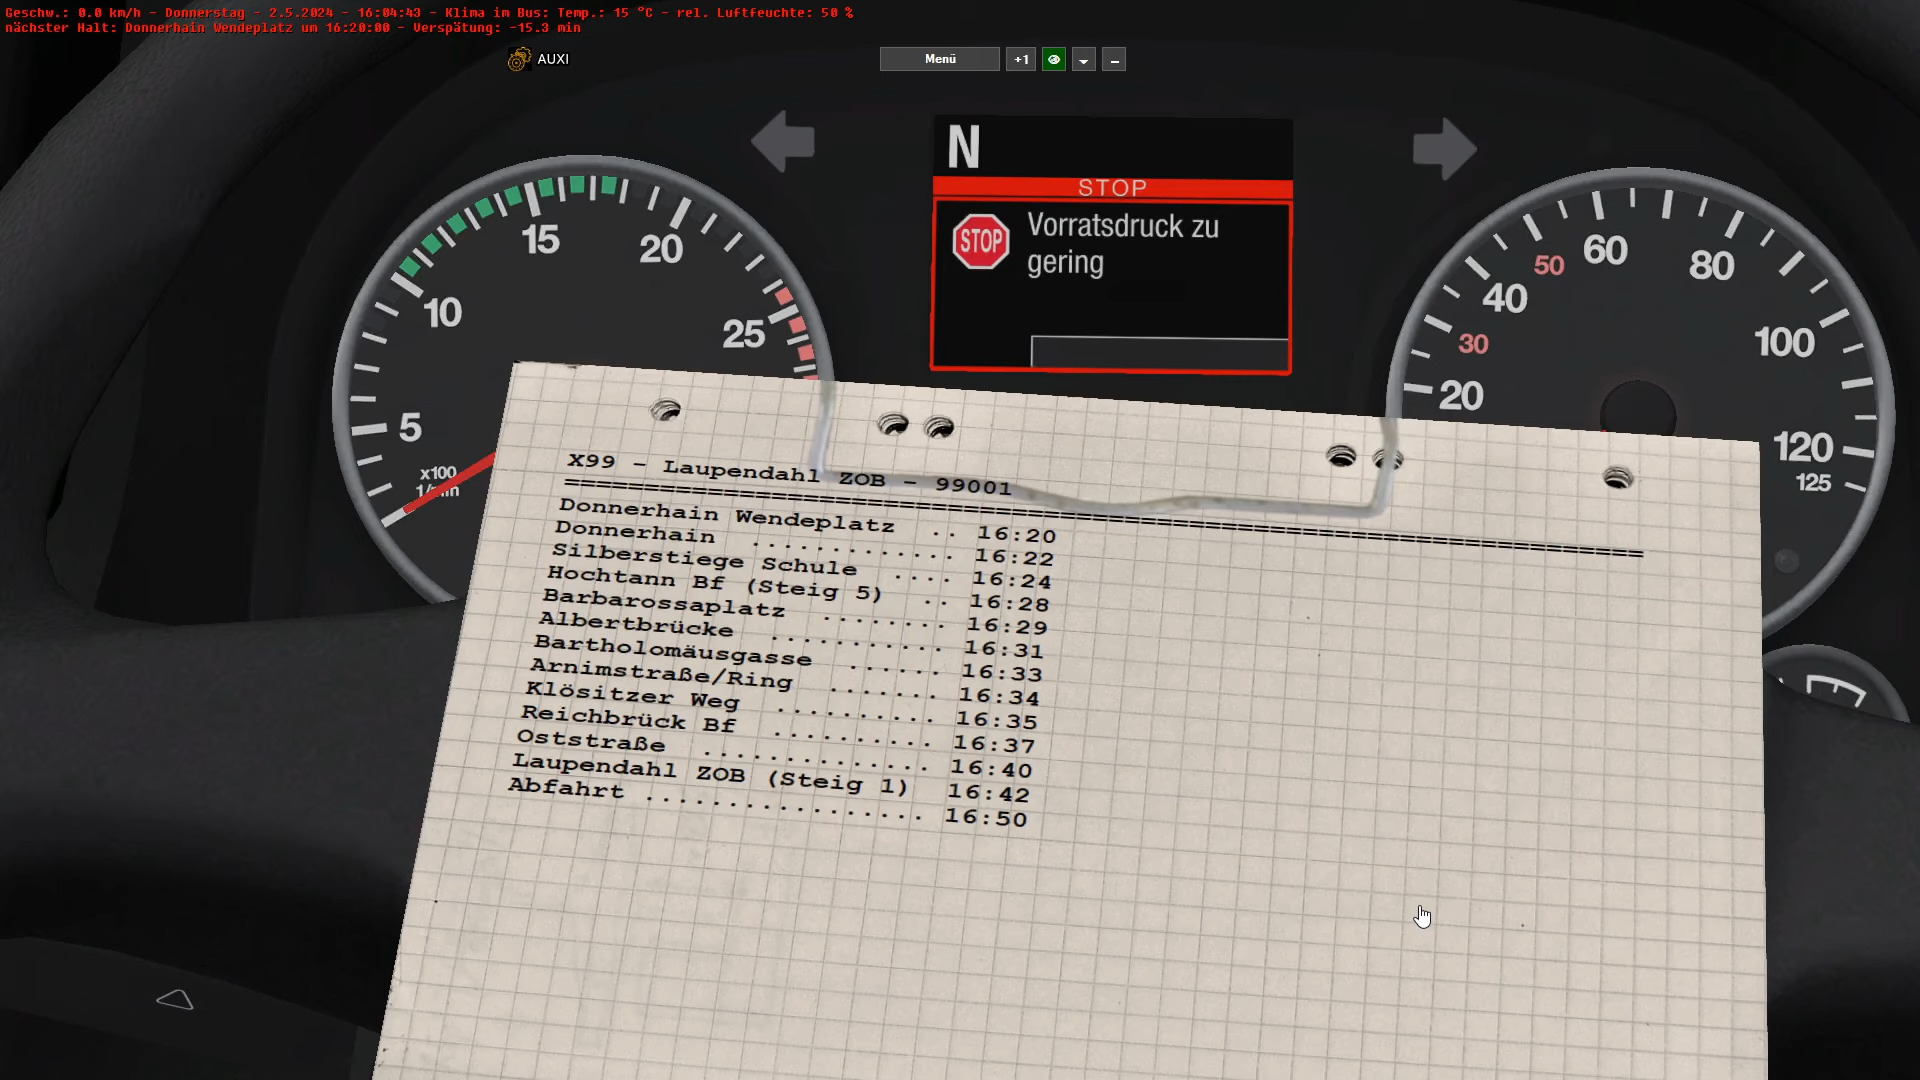 Geschw.: 0.0 km/h - Donnerstag - 2.5.2024 - 16:04:43 - Klima im Bus: Temp.: 15 °C - rel. Luftfeuchte: 50 %
nächster Halt: Donnerhain Wendeplatz um 16:20:00 - Verspätung: -15.3 min
AUXI
Menü
+1
N
STOP
STOP
Vorratsdruck zu
gering
5
10
15
20
25
x100
1/min
20
30
40
50
60
80
100
120
125
X99 - Laupendahl ZOB - 99001
==========
Donnerhain Wendeplatz .. 16:20
Donnerhain ............. 16:22
Silberstiege Schule .... 16:24
Hochtann Bf (Steig 5) .. 16:28
Barbarossaplatz ........ 16:29
Albertbrücke ........... 16:31
Bartholomäusgasse ...... 16:33
Arnimstraße/Ring ....... 16:34
Klösitzer Weg .......... 16:35
Reichbrück Bf .......... 16:37
Oststraße .............. 16:40
Laupendahl ZOB (Steig 1) 16:42
Abfahrt ................ 16:50